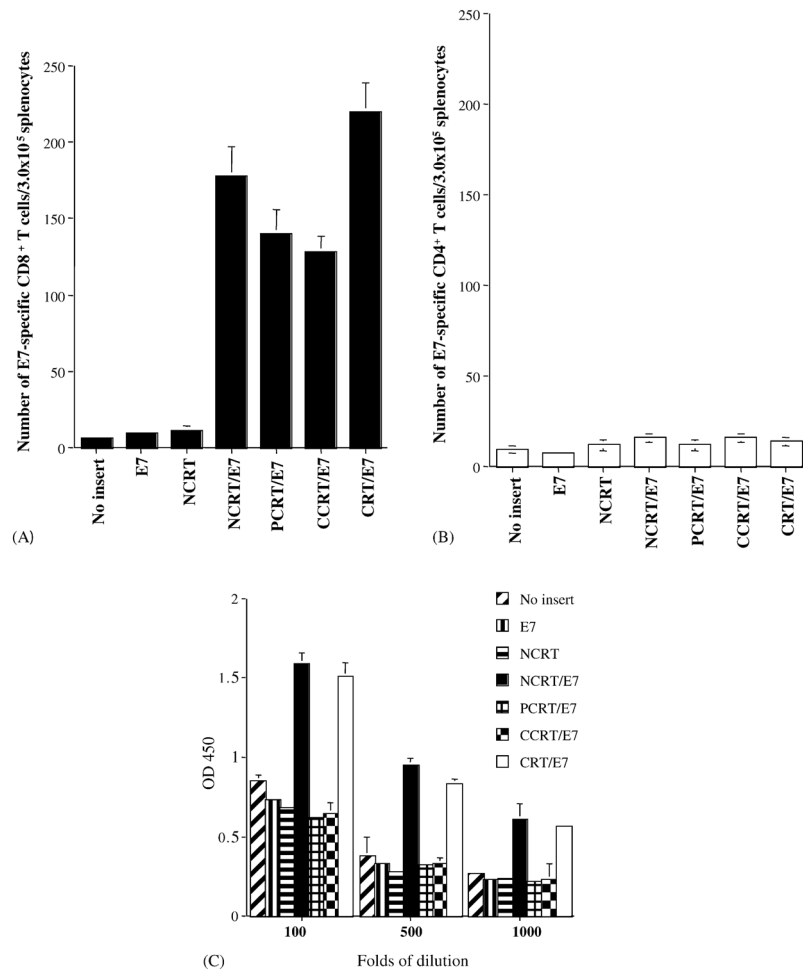 Number of E7-specific CD8⁺ T cells/3.0x10⁵ splenocytes
250
200
150
100
50
0
No insert
E7
NCRT
NCRT/E7
PCRT/E7
CCRT/E7
CRT/E7
(A)
Number of E7-specific CD4⁺ T cells/3.0x10⁵ splenocytes
250
200
150
100
50
0
No insert
E7
NCRT
NCRT/E7
PCRT/E7
CCRT/E7
CRT/E7
(B)
OD 450
2
1.5
1
0.5
0
100
500
1000
No insert
E7
NCRT
NCRT/E7
PCRT/E7
CCRT/E7
CRT/E7
(C)
Folds of dilution